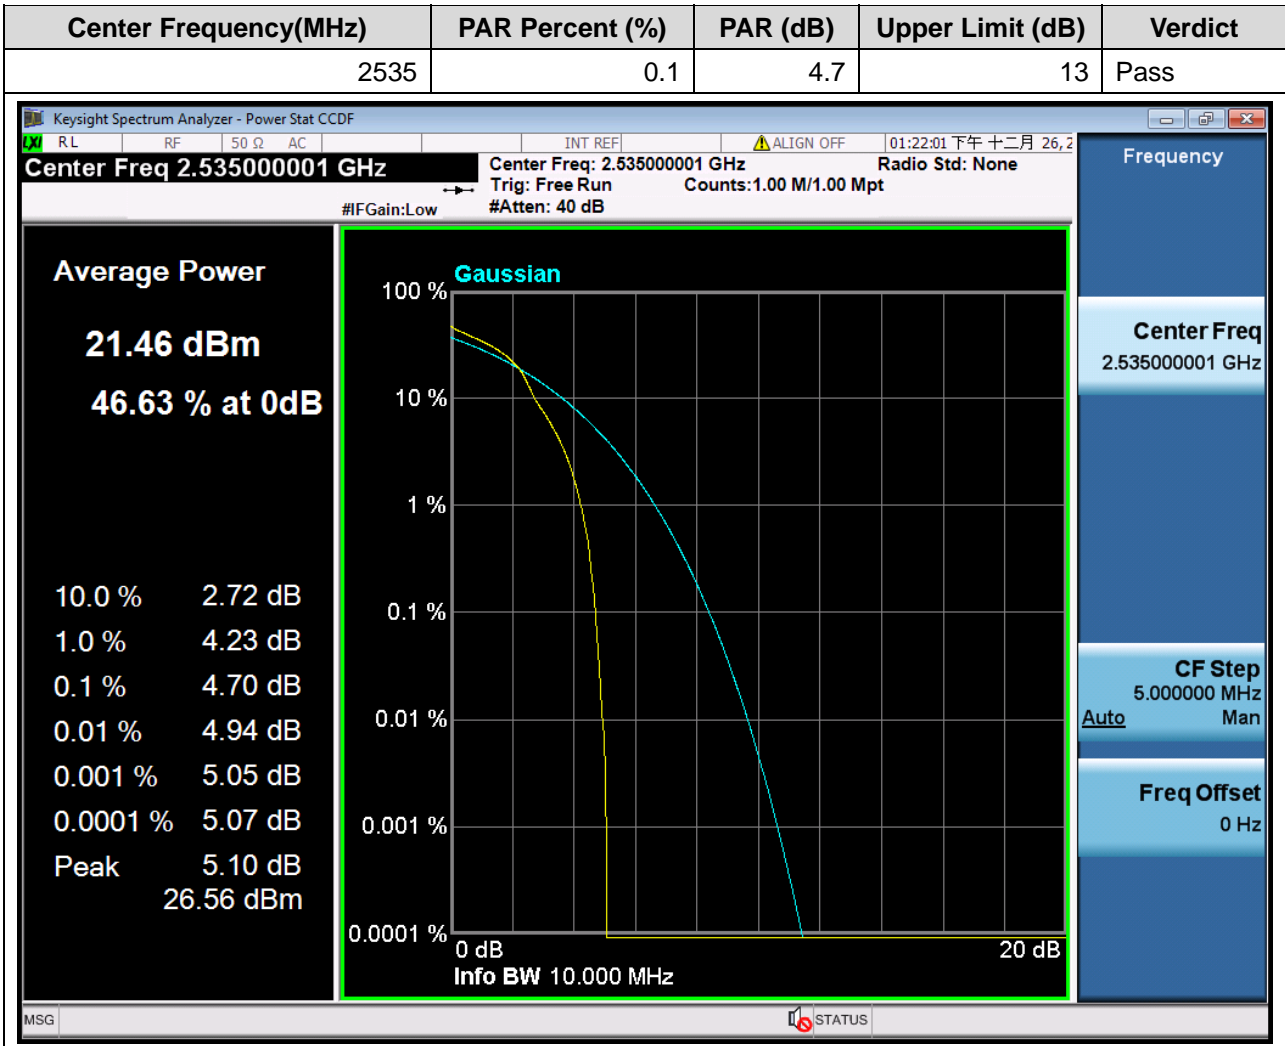 Center Frequency(MHz) PAR Percent (%) PAR (dB) Upper Limit (dB) Verdict
2535 0.1 4.7 13 Pass
Keysight Spectrum Analyzer - Power Stat CCDF
LXI RL RF 50 Ω AC INT REF ALIGN OFF 01:22:01 下午 十二月 26, 2
Center Freq 2.535000001 GHz
#IFGain:Low
Center Freq: 2.535000001 GHz Radio Std: None
Trig: Free Run Counts:1.00 M/1.00 Mpt
#Atten: 40 dB
Average Power
21.46 dBm
46.63 % at 0dB
10.0 % 2.72 dB
1.0 % 4.23 dB
0.1 % 4.70 dB
0.01 % 4.94 dB
0.001 % 5.05 dB
0.0001 % 5.07 dB
Peak 5.10 dB
26.56 dBm
Gaussian
100 %
10 %
1 %
0.1 %
0.01 %
0.001 %
0.0001 %
0 dB 20 dB
Info BW 10.000 MHz
Frequency
Center Freq
2.535000001 GHz
CF Step
5.000000 MHz
Auto Man
Freq Offset
0 Hz
MSG STATUS